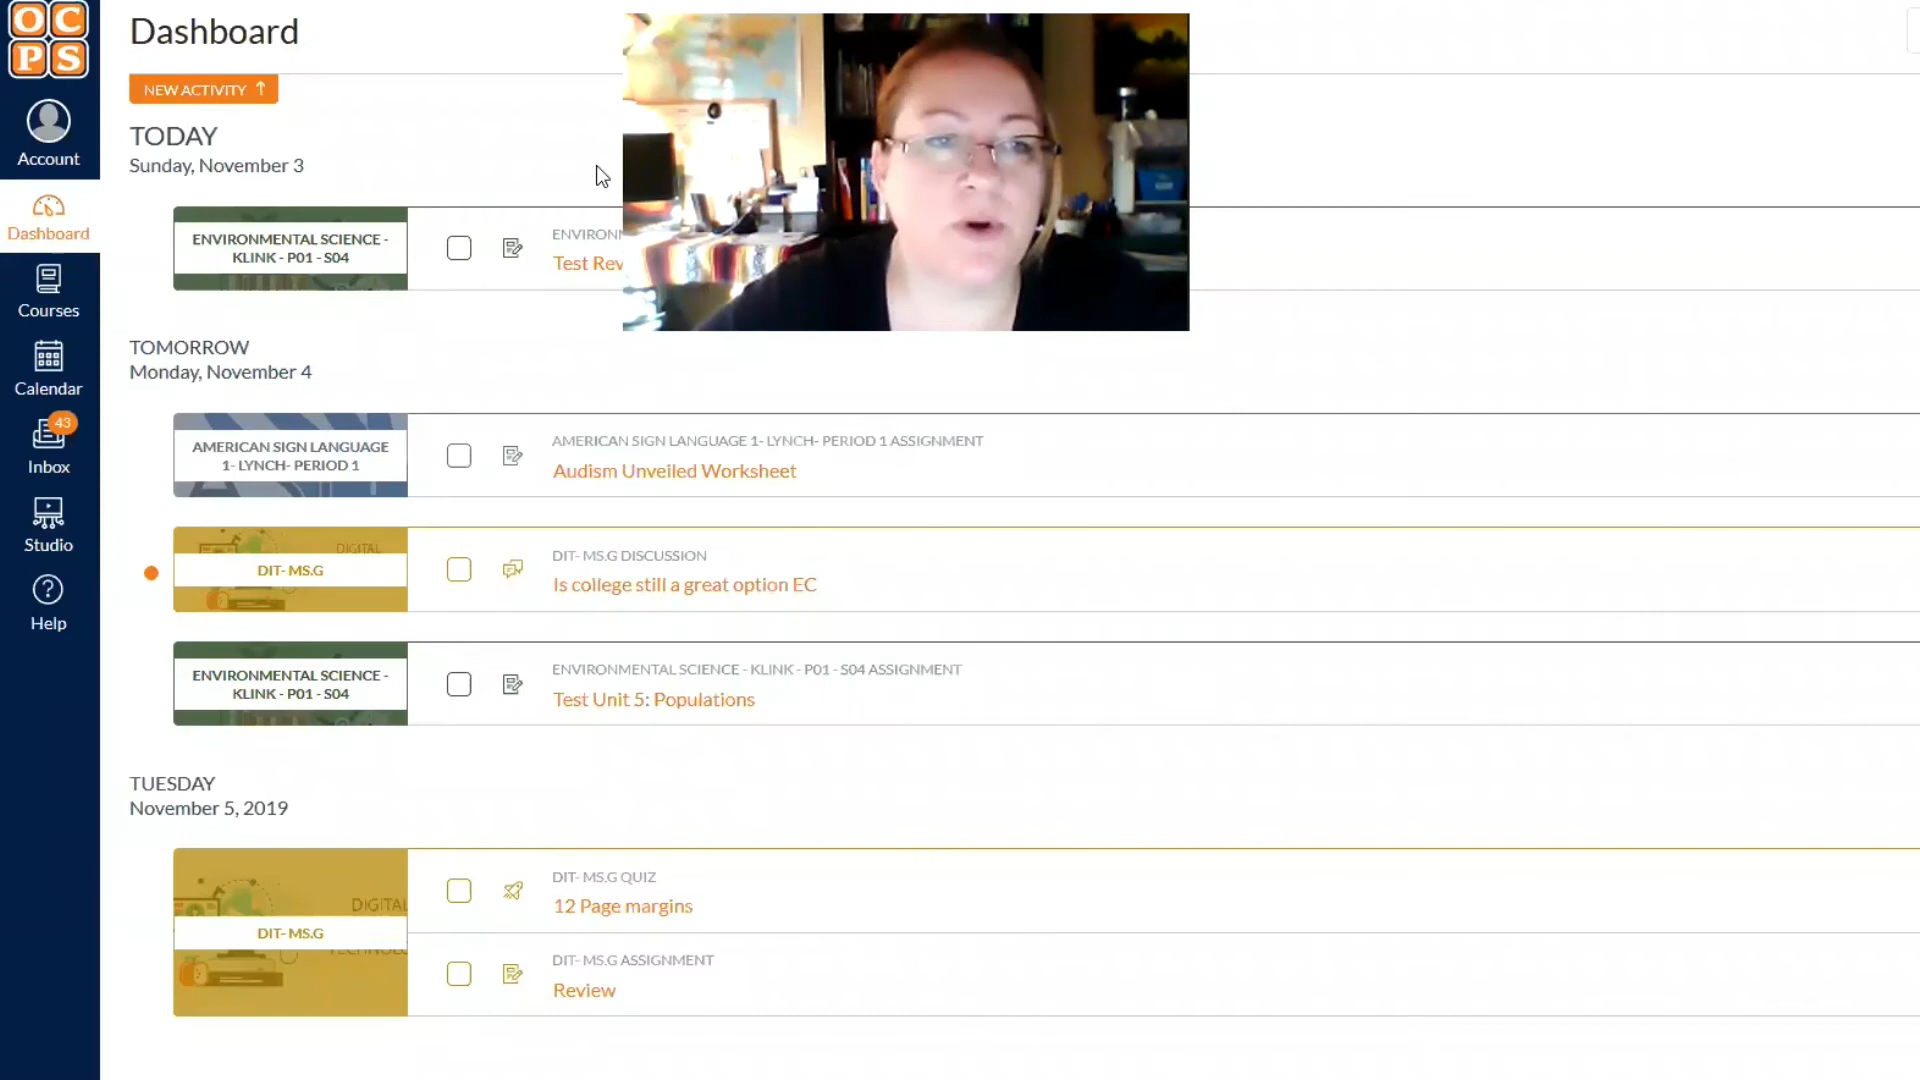 OC
PS
Account
Dashboard
Courses
Calendar
43
Inbox
Studio
Help
Dashboard
NEW ACTIVITY
TODAY
Sunday, November 3
ENVIRONMENTAL SCIENCE -
KLINK - P01 - S04
ENVIRON
Test Rev
TOMORROW
Monday, November 4
AMERICAN SIGN LANGUAGE
1- LYNCH- PERIOD 1
AMERICAN SIGN LANGUAGE 1- LYNCH- PERIOD 1 ASSIGNMENT
Audism Unveiled Worksheet
DIGITAL
DIT- MS.G
DIT- MS.G DISCUSSION
Is college still a great option EC
ENVIRONMENTAL SCIENCE -
KLINK - P01 - S04
ENVIRONMENTAL SCIENCE - KLINK - P01 - S04 ASSIGNMENT
Test Unit 5: Populations
TUESDAY
November 5, 2019
DIGITAL
DIT- MS.G
DIT- MS.G QUIZ
12 Page margins
DIT- MS.G ASSIGNMENT
Review